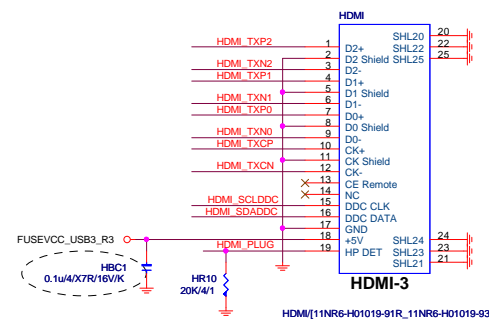 HDMI
HDMI_TXP2 1 D2+ SHL20 20
2 D2 Shield SHL22 22
HDMI_TXN2 3 D2- SHL25 25
HDMI_TXP1 4 D1+
5 D1 Shield
HDMI_TXN1 6 D1-
HDMI_TXP0 7 D0+
8 D0 Shield
HDMI_TXN0 9 D0-
HDMI_TXCP 10 CK+
11 CK Shield
HDMI_TXCN 12 CK-
13 CE Remote
14 NC
HDMI_SCLDDC 15 DDC CLK
HDMI_SDADDC 16 DDC DATA
17 GND
FUSEVCC_USB3_R3 18 +5V SHL24 24
HDMI_PLUG 19 HP DET SHL23 23
SHL21 21
HBC1
0.1u/4/X7R/16V/K
HR10
20K/4/1
HDMI-3
HDMI/[11NR6-H01019-91R_11NR6-H01019-93